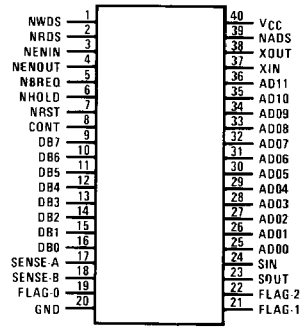 NWDS 1 40 VCC
NRDS 2 39 NADS
NENIN 3 38 XOUT
NENOUT 4 37 XIN
NBREQ 5 36 AD11
NHOLD 6 35 AD10
NRST 7 34 AD09
CONT 8 33 AD08
DB7 9 32 AD07
DB6 10 31 AD06
DB5 11 30 AD05
DB4 12 29 AD04
DB3 13 28 AD03
DB2 14 27 AD02
DB1 15 26 AD01
DB0 16 25 AD00
SENSE-A 17 24 SIN
SENSE-B 18 23 SOUT
FLAG-0 19 22 FLAG-2
GND 20 21 FLAG-1